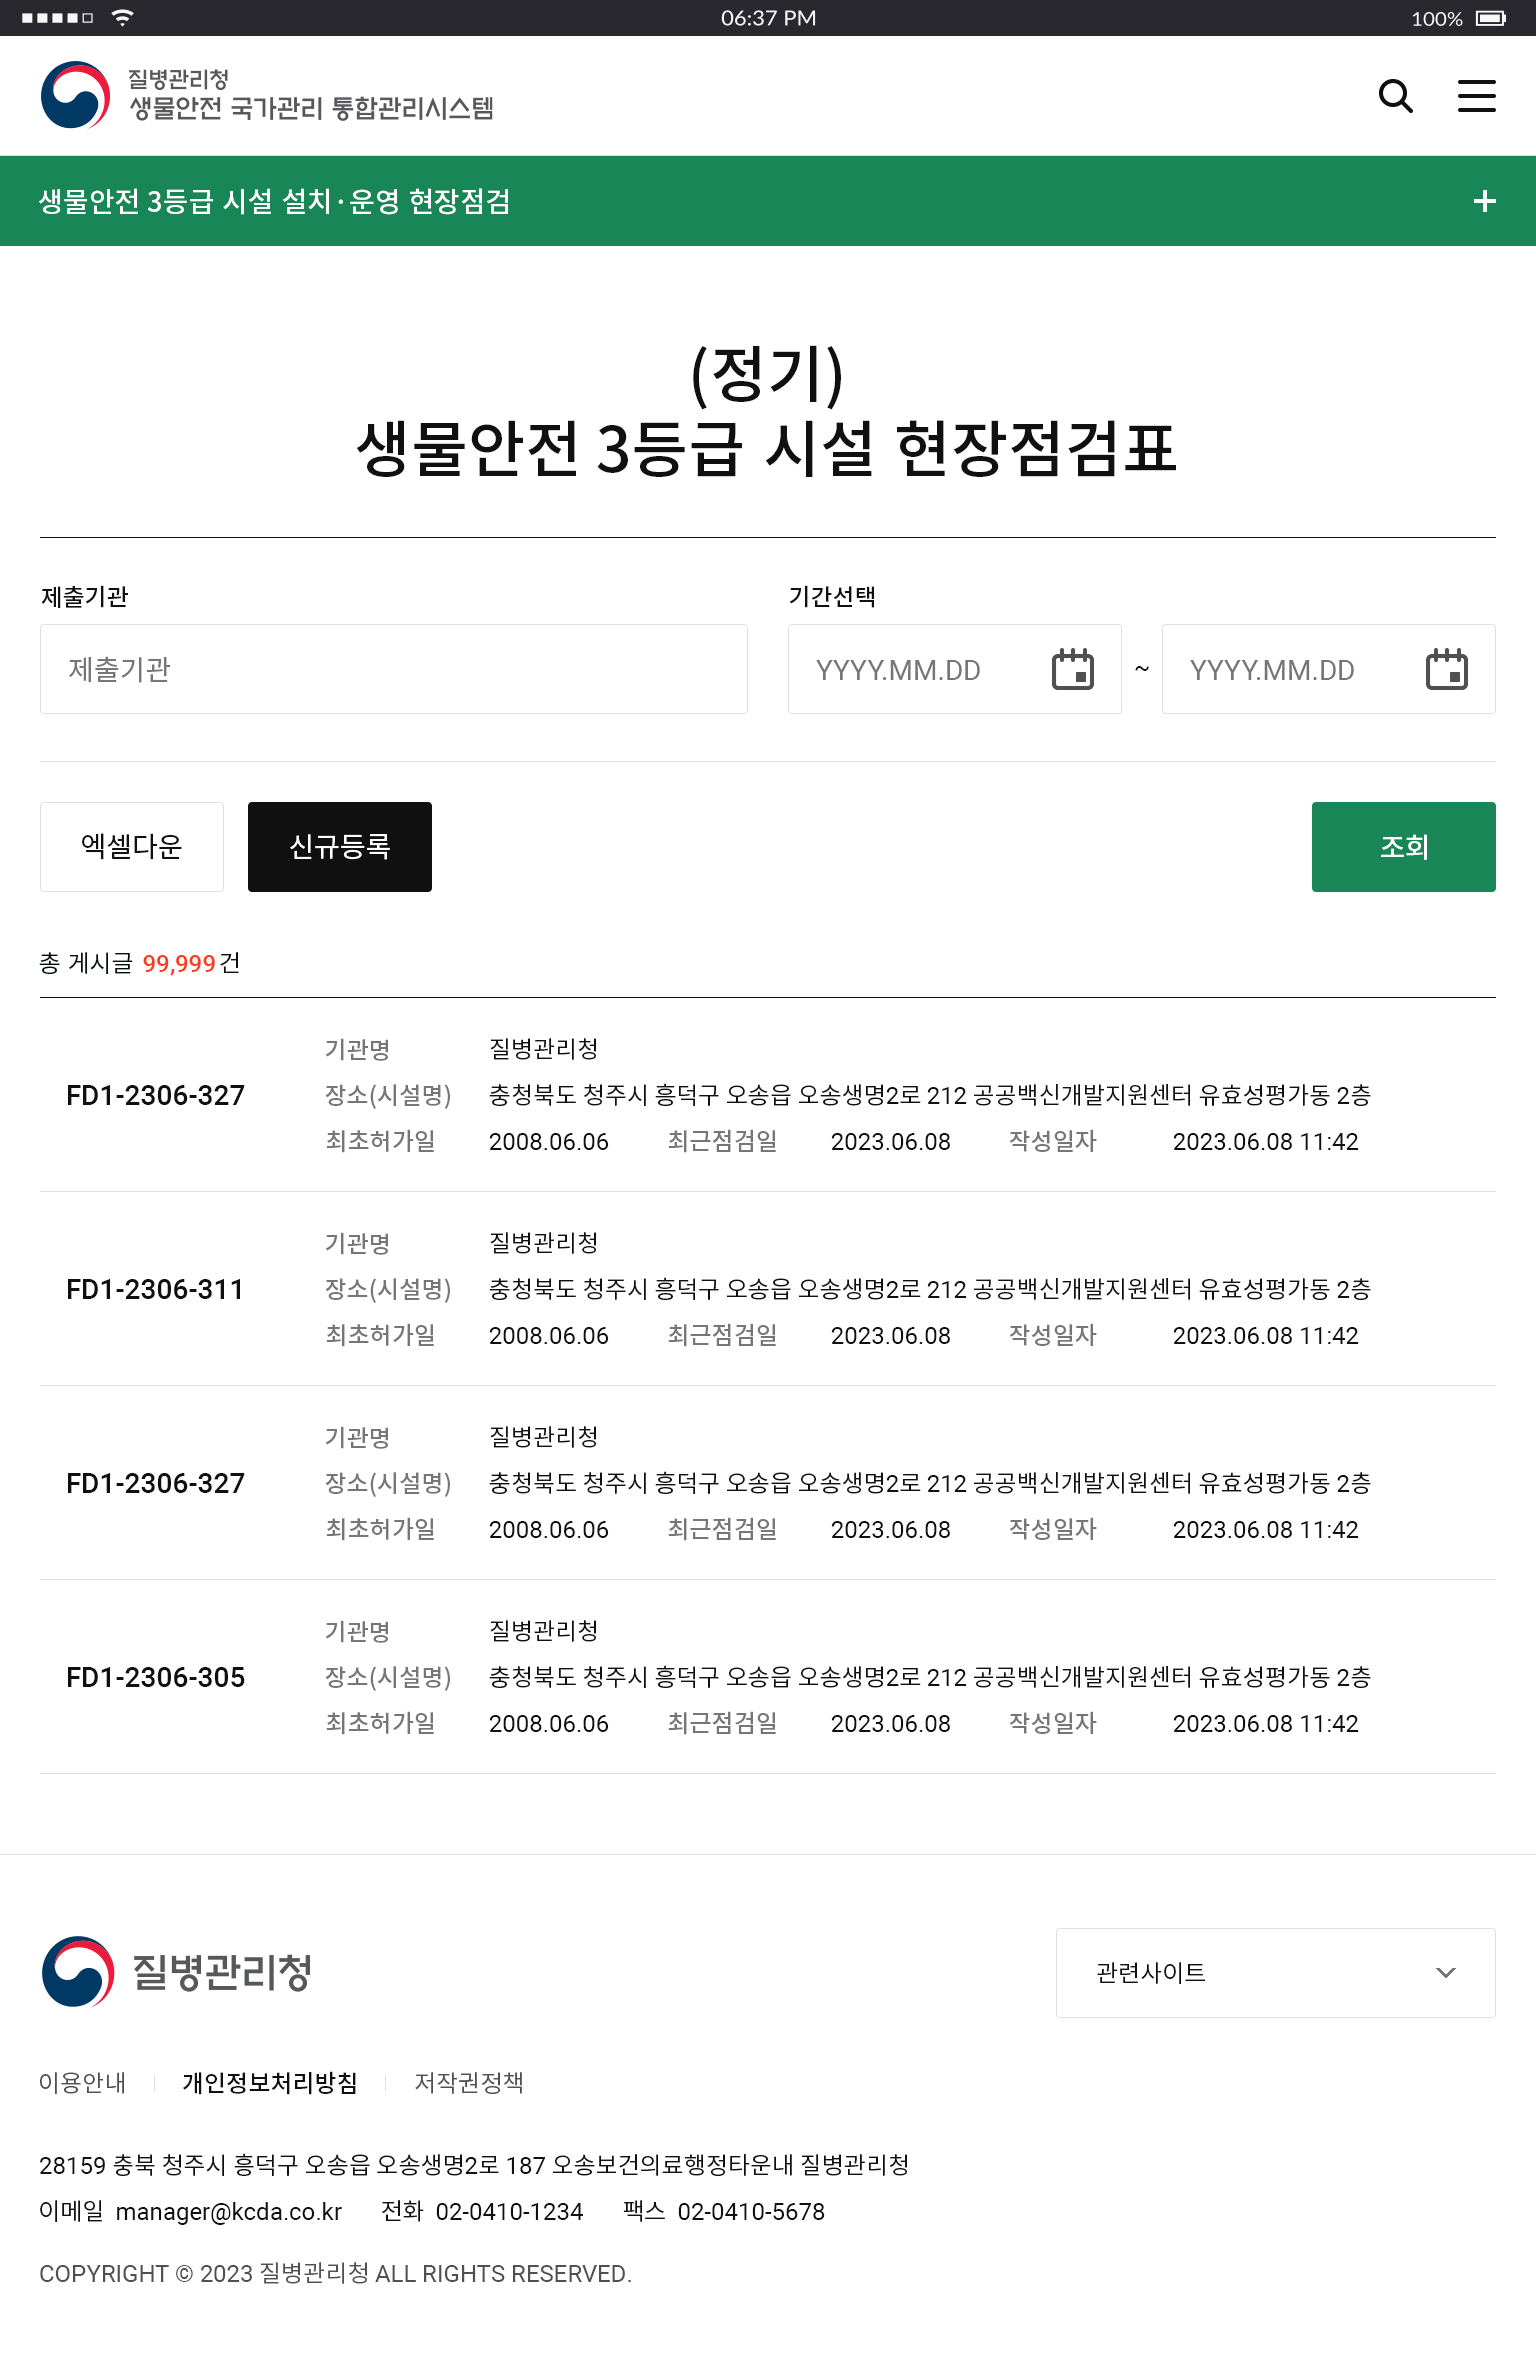 06:37 PM
100%
질병관리청
생물안전 국가관리 통합관리시스템
생물안전 3등급 시설 설치·운영 현장점검
(정기)
생물안전 3등급 시설 현장점검표
제출기관
기간선택
제출기관
YYYY.MM.DD ~ YYYY.MM.DD
엑셀다운
신규등록
조회
총 게시글 99,999건
FD1-2306-327
기관명 질병관리청
장소(시설명) 충청북도 청주시 흥덕구 오송읍 오송생명2로 212 공공백신개발지원센터 유효성평가동 2층
최초허가일 2008.06.06 최근점검일 2023.06.08 작성일자 2023.06.08 11:42
FD1-2306-311
기관명 질병관리청
장소(시설명) 충청북도 청주시 흥덕구 오송읍 오송생명2로 212 공공백신개발지원센터 유효성평가동 2층
최초허가일 2008.06.06 최근점검일 2023.06.08 작성일자 2023.06.08 11:42
FD1-2306-327
기관명 질병관리청
장소(시설명) 충청북도 청주시 흥덕구 오송읍 오송생명2로 212 공공백신개발지원센터 유효성평가동 2층
최초허가일 2008.06.06 최근점검일 2023.06.08 작성일자 2023.06.08 11:42
FD1-2306-305
기관명 질병관리청
장소(시설명) 충청북도 청주시 흥덕구 오송읍 오송생명2로 212 공공백신개발지원센터 유효성평가동 2층
최초허가일 2008.06.06 최근점검일 2023.06.08 작성일자 2023.06.08 11:42
질병관리청
관련사이트
이용안내 개인정보처리방침 저작권정책
28159 충북 청주시 흥덕구 오송읍 오송생명2로 187 오송보건의료행정타운내 질병관리청
이메일 manager@kcda.co.kr 전화 02-0410-1234 팩스 02-0410-5678
COPYRIGHT © 2023 질병관리청 ALL RIGHTS RESERVED.